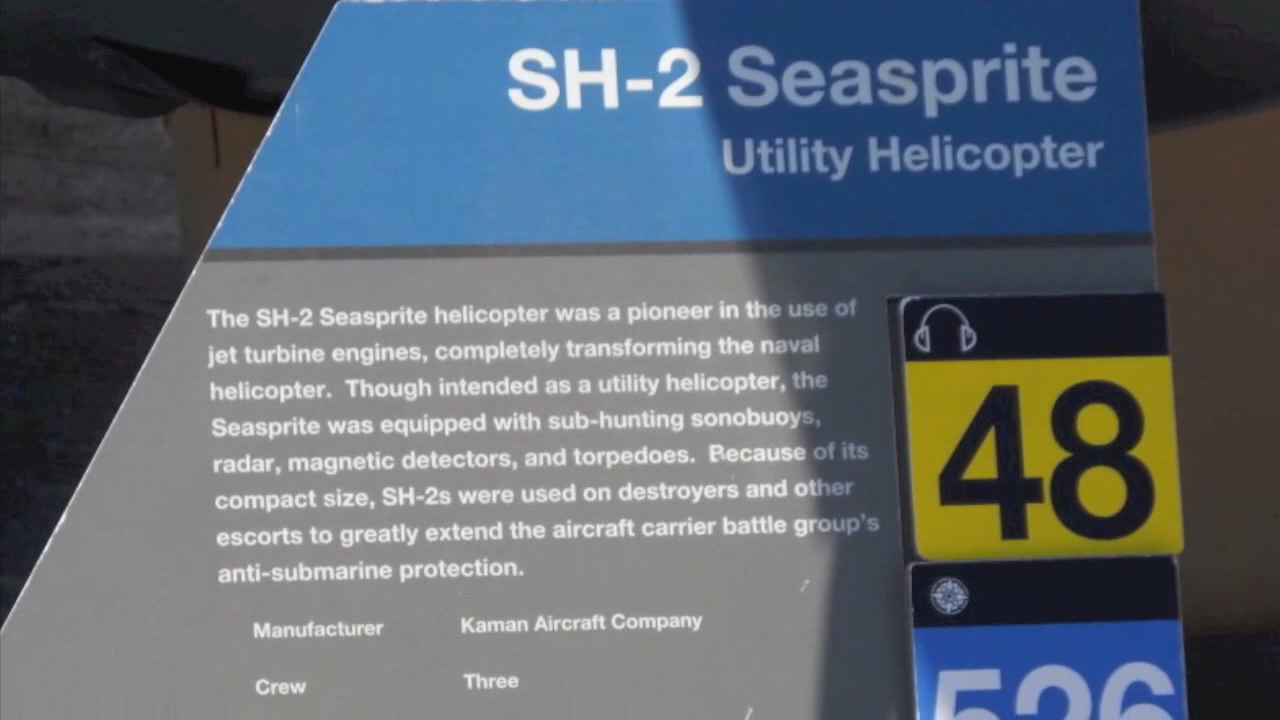 SH-2 Seasprite
Utility Helicopter
The SH-2 Seasprite helicopter was a pioneer in the use of
jet turbine engines, completely transforming the naval
helicopter. Though intended as a utility helicopter, the
Seasprite was equipped with sub-hunting sonobuoys,
radar, magnetic detectors, and torpedoes. Because of its
compact size, SH-2s were used on destroyers and other
escorts to greatly extend the aircraft carrier battle group's
anti-submarine protection.
Manufacturer Kaman Aircraft Company
Crew Three
48
526